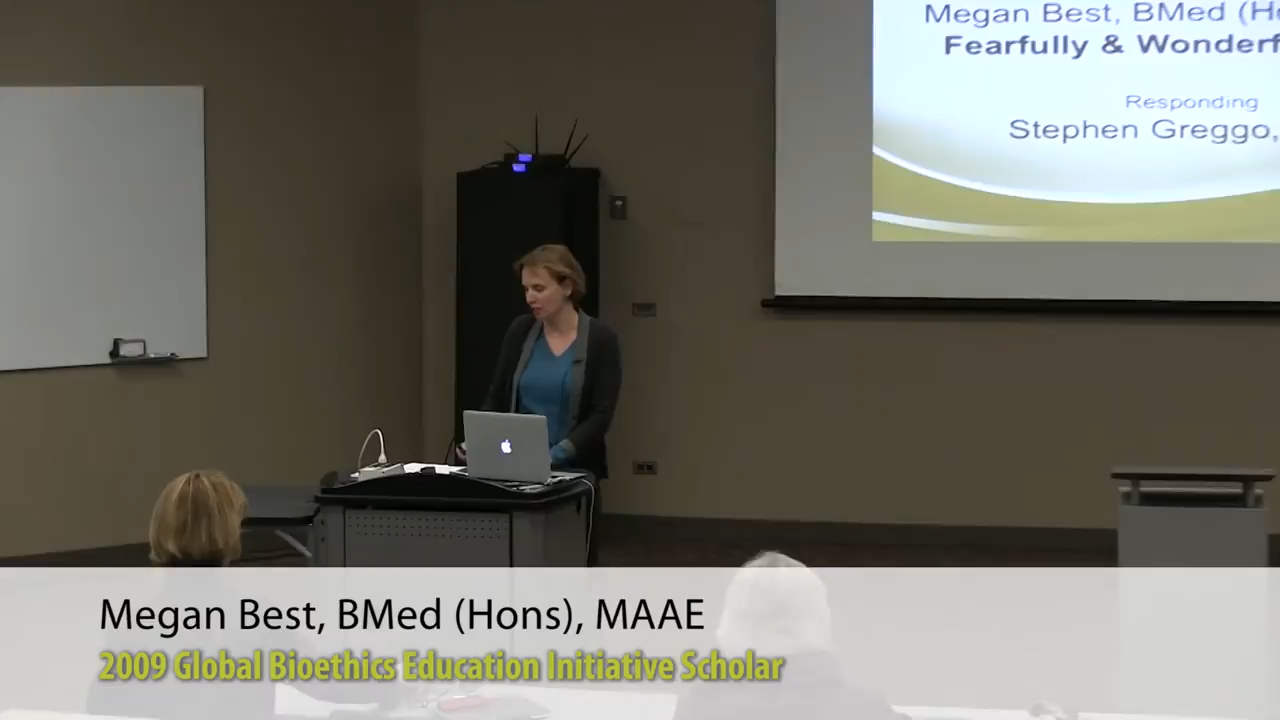 Megan Best, BMed (H
Fearfully & Wonderf
Responding
Stephen Greggo,
Megan Best, BMed (Hons), MAAE
2009 Global Bioethics Education Initiative Scholar